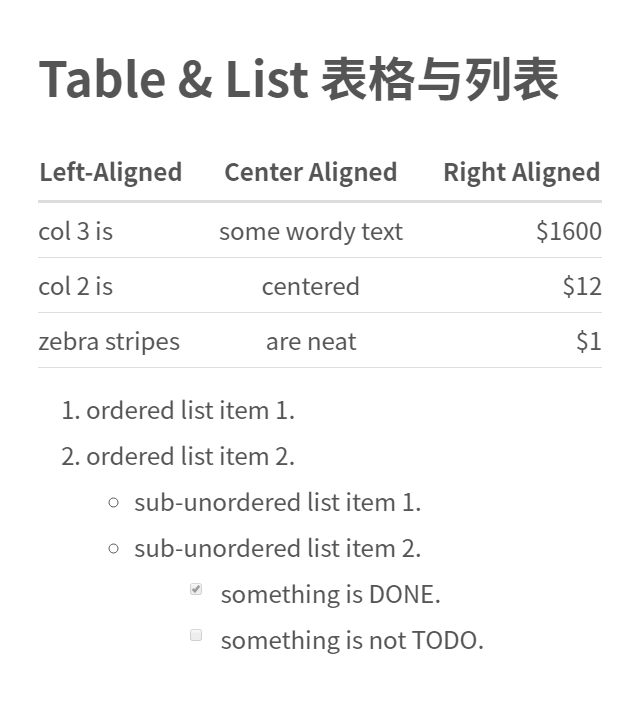 Table & List 表格与列表
Left-Aligned Center Aligned Right Aligned
col 3 is some wordy text $1600
col 2 is centered $12
zebra stripes are neat $1
1. ordered list item 1.
2. ordered list item 2.
sub-unordered list item 1.
sub-unordered list item 2.
something is DONE.
something is not TODO.